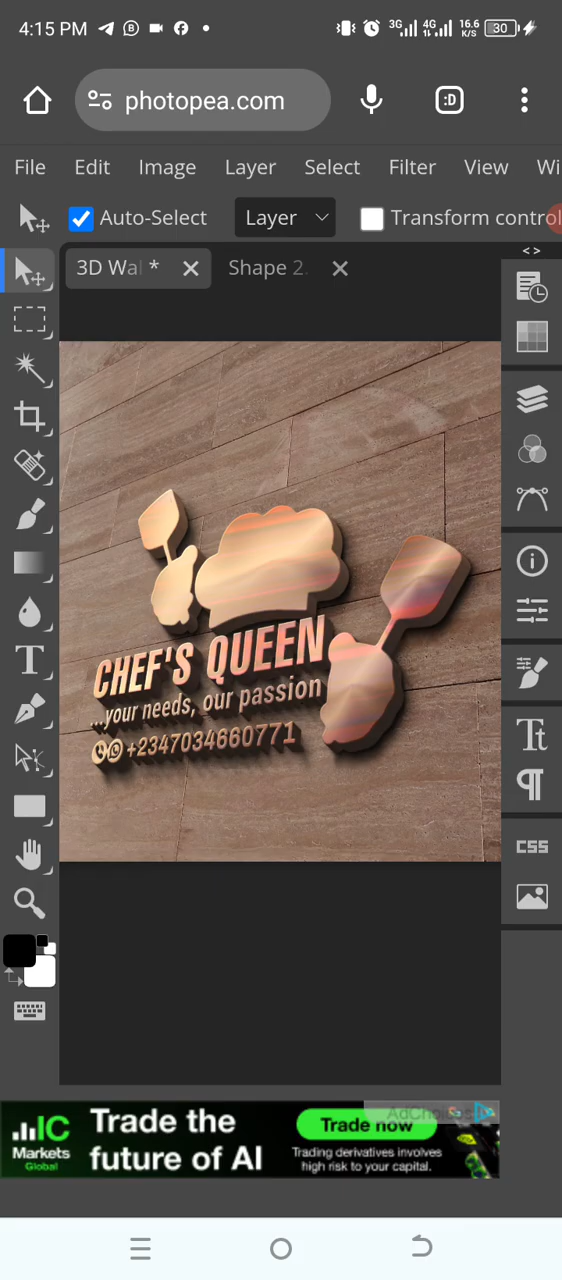 4:15 PM
3G 4G 16.6 K/S 30
photopea.com :D
File Edit Image Layer Select Filter View Wi
Auto-Select Layer Transform control
< >
3D Wal * Shape 2.
CHEF'S QUEEN
...your needs, our passion
+2347034660771
T
Tt
CSS
IC Markets Global
Trade the future of AI
Trade now
Trading derivatives involves high risk to your capital.
AdChoices